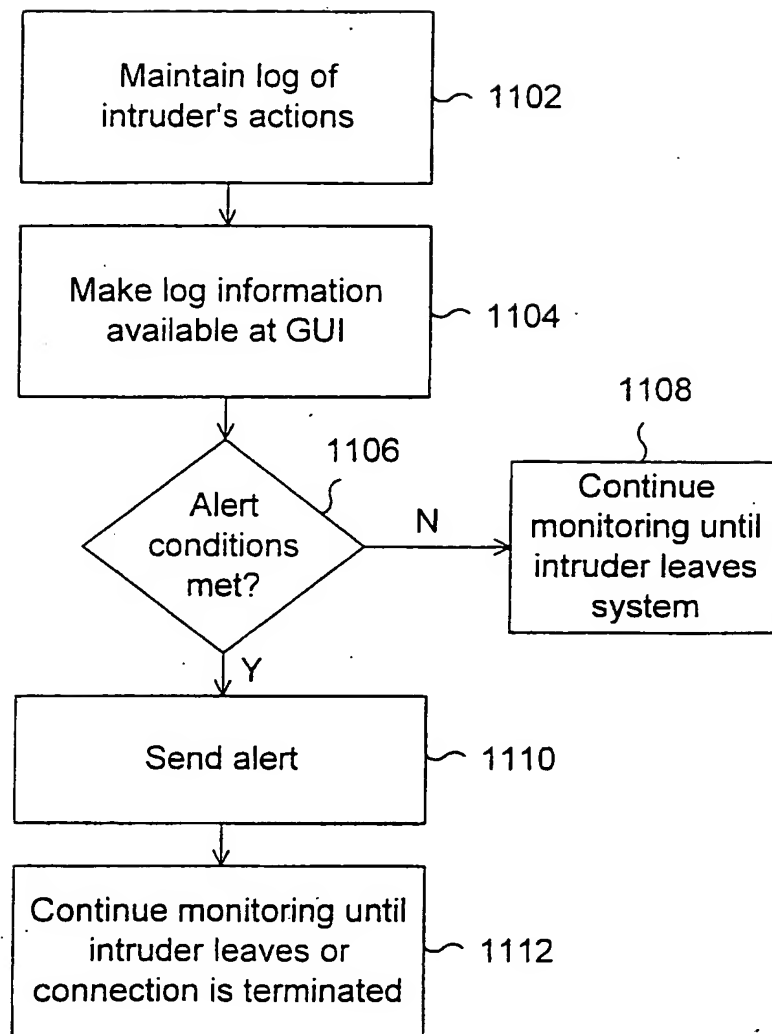 Maintain log of
intruder's actions
1102
Make log information
available at GUI
1104
1106
Alert
conditions
met?
N
1108
Continue
monitoring until
intruder leaves
system
Y
Send alert
1110
Continue monitoring until
intruder leaves or
connection is terminated
1112